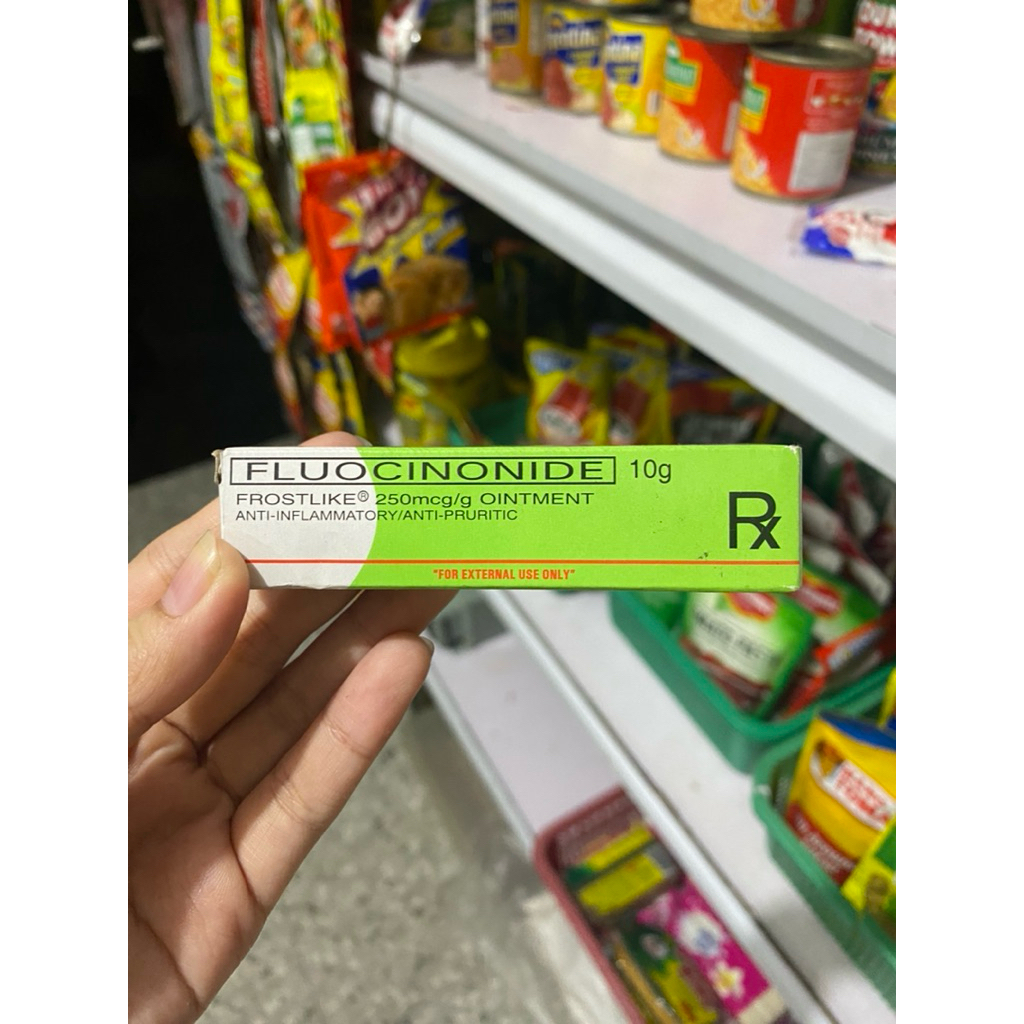 FLUOCINONIDE 10g
FROSTLIKE® 250mcg/g OINTMENT
ANTI-INFLAMMATORY/ANTI-PRURITIC
Rx
"FOR EXTERNAL USE ONLY"